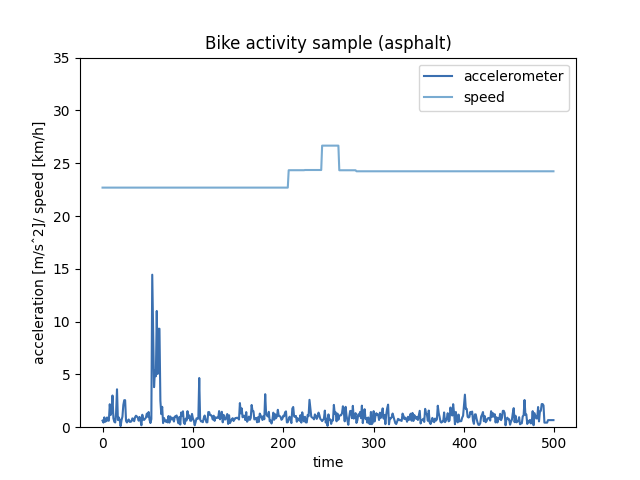 Bike activity sample (asphalt)
accelerometer
speed
acceleration [m/sˆ2]/ speed [km/h]
35
30
25
20
15
10
5
0
0 100 200 300 400 500
time